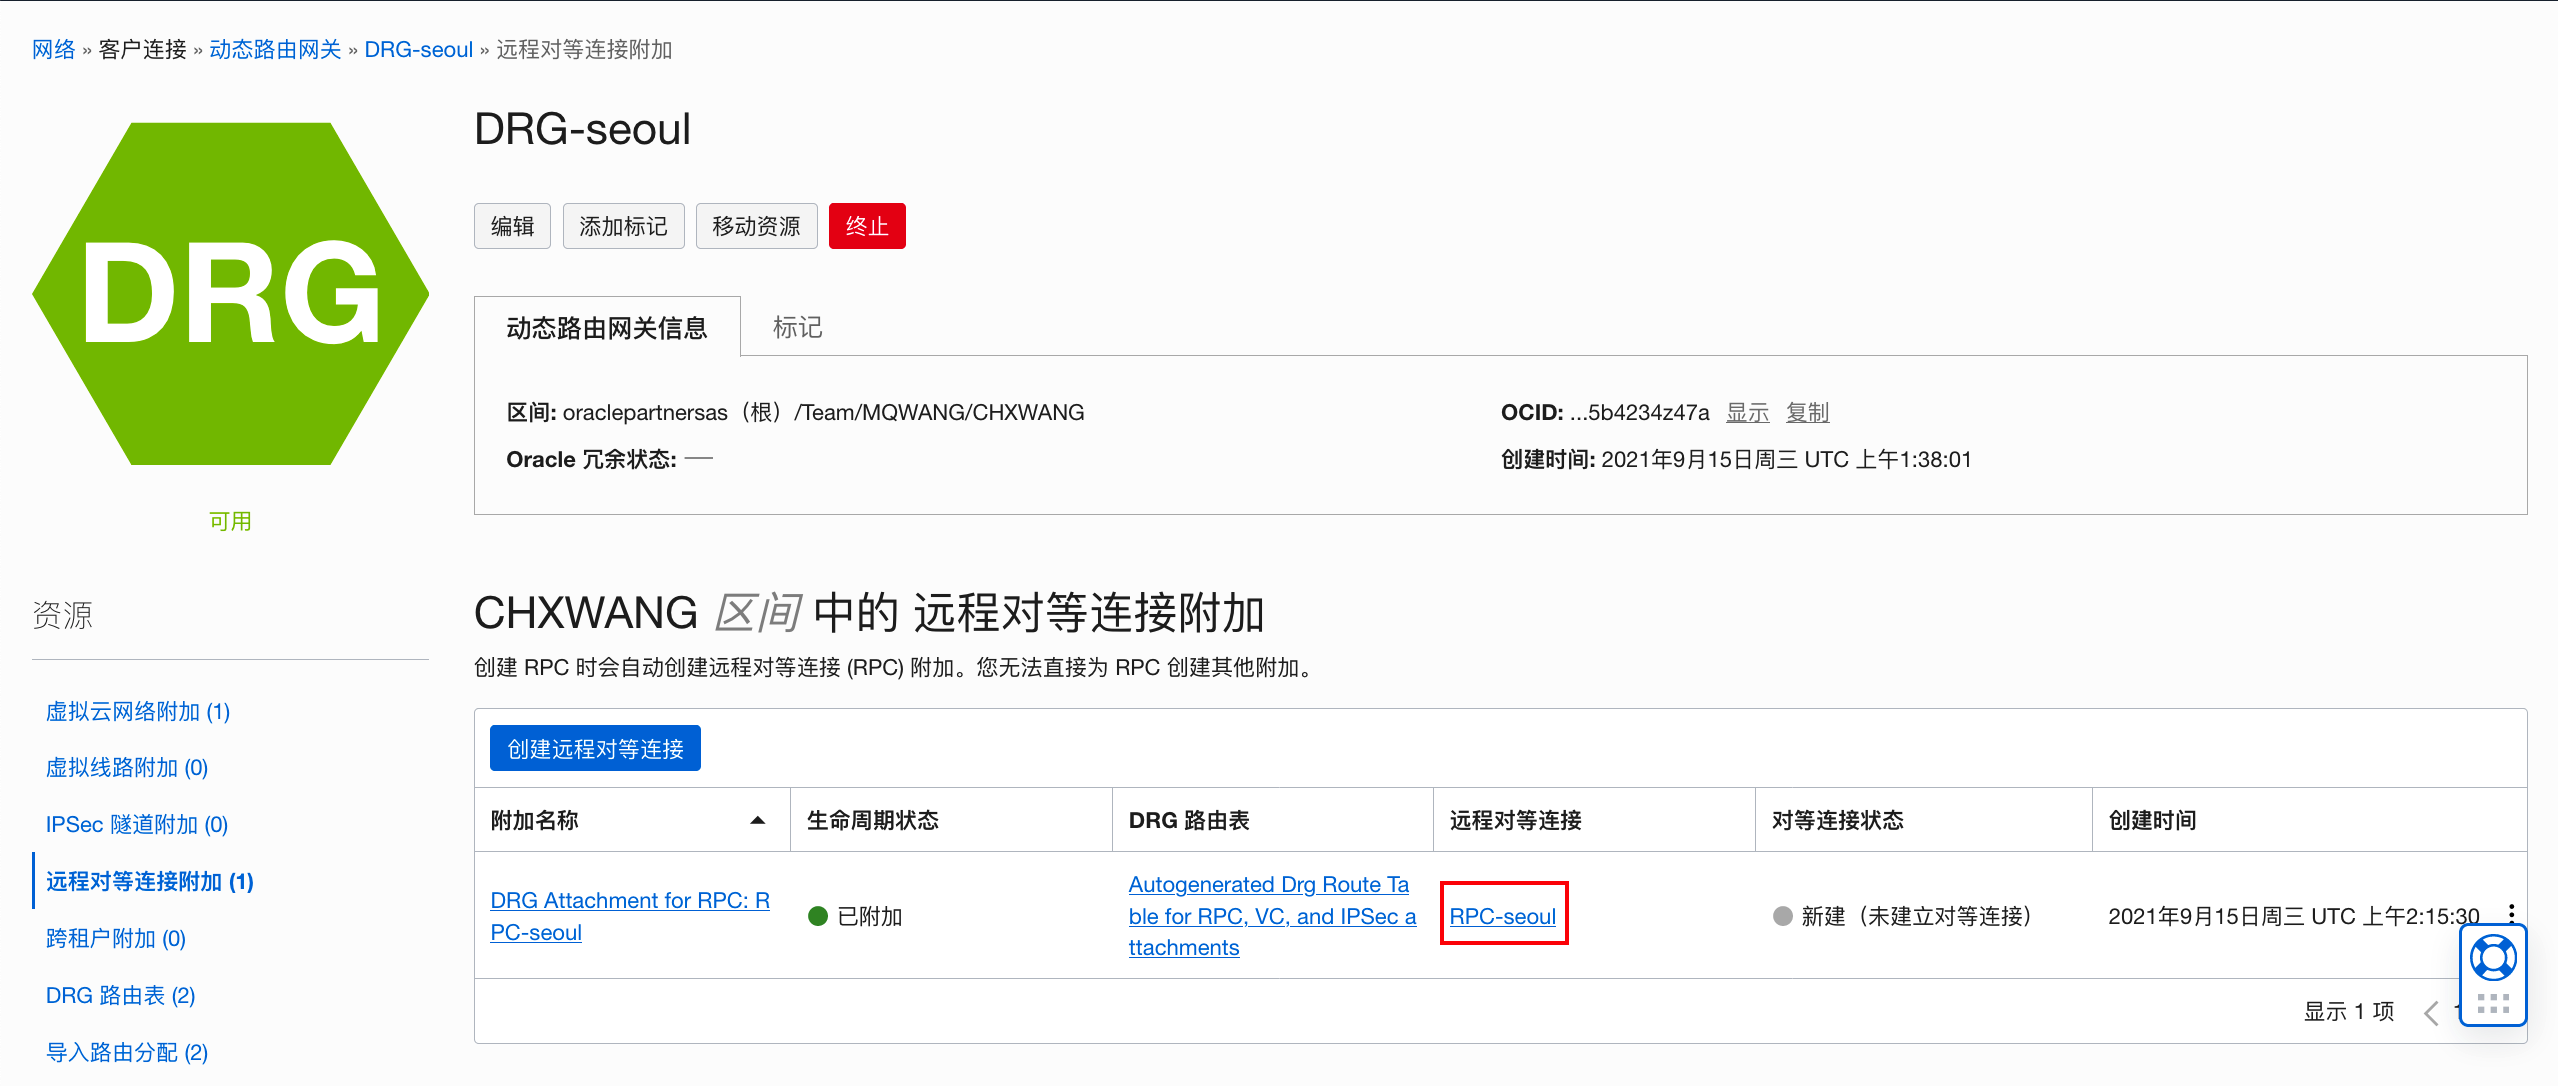 网络 » 客户连接 » 动态路由网关 » DRG-seoul » 远程对等连接附加
DRG
可用
DRG-seoul
编辑 添加标记 移动资源 终止
动态路由网关信息 标记
区间: oraclepartnersas（根）/Team/MQWANG/CHXWANG
OCID: ...5b4234z47a 显示 复制
Oracle 冗余状态: —
创建时间: 2021年9月15日周三 UTC 上午1:38:01
资源
虚拟云网络附加 (1)
虚拟线路附加 (0)
IPSec 隧道附加 (0)
远程对等连接附加 (1)
跨租户附加 (0)
DRG 路由表 (2)
导入路由分配 (2)
CHXWANG 区间 中的 远程对等连接附加
创建 RPC 时会自动创建远程对等连接 (RPC) 附加。您无法直接为 RPC 创建其他附加。
创建远程对等连接
附加名称 生命周期状态 DRG 路由表 远程对等连接 对等连接状态 创建时间
DRG Attachment for RPC: R
PC-seoul
已附加
Autogenerated Drg Route Ta
ble for RPC, VC, and IPSec a
ttachments
RPC-seoul
新建（未建立对等连接）
2021年9月15日周三 UTC 上午2:15:30
显示 1 项